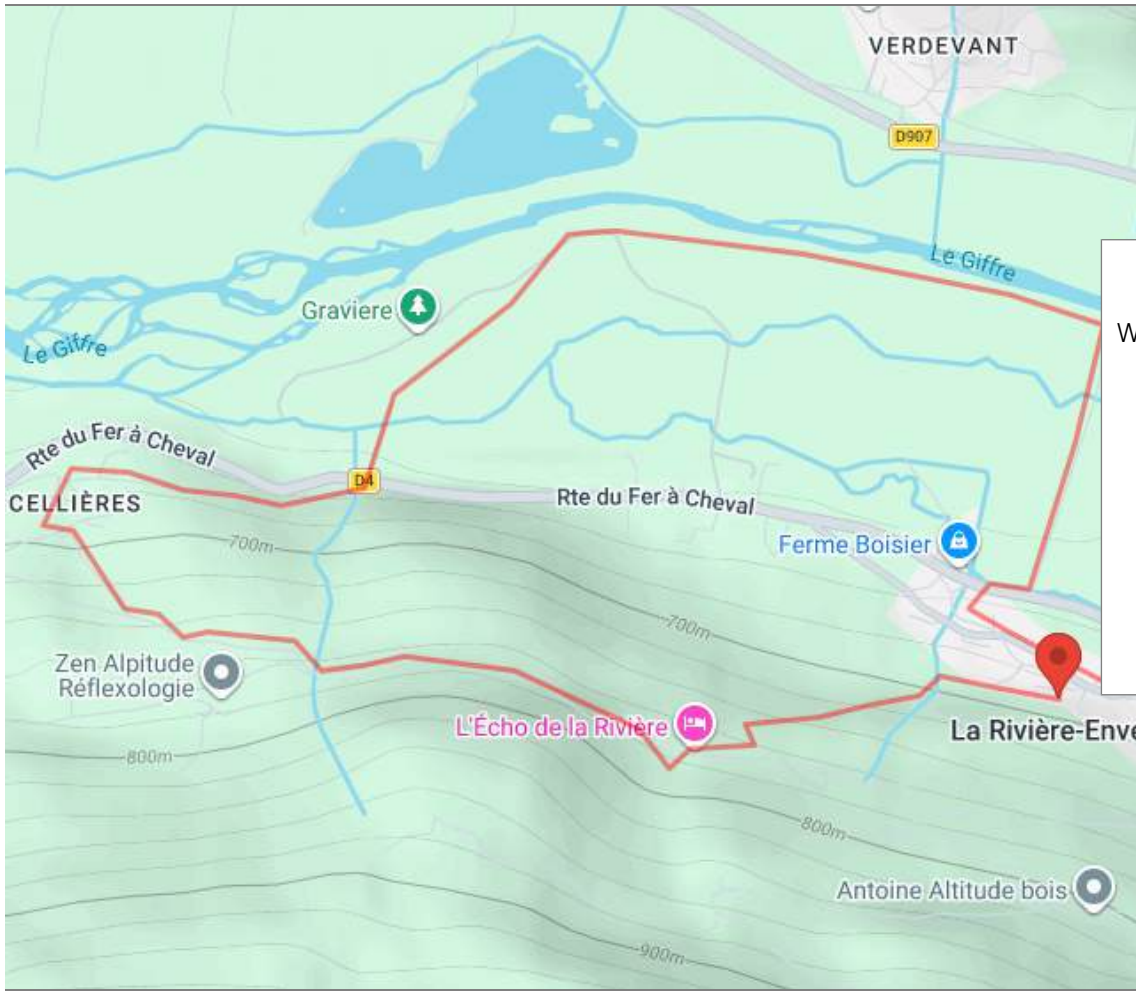 VERDEVANT
D907
Le Giffre
Graviere
W
Le Giffre
Rte du Fer à Cheval
D4
CELLIÈRES
Rte du Fer à Cheval
700m
Ferme Boisier
700m
Zen Alpitude
Réflexologie
L'Écho de la Rivière
La Rivière-Enve
800m
800m
Antoine Altitude bois
900m